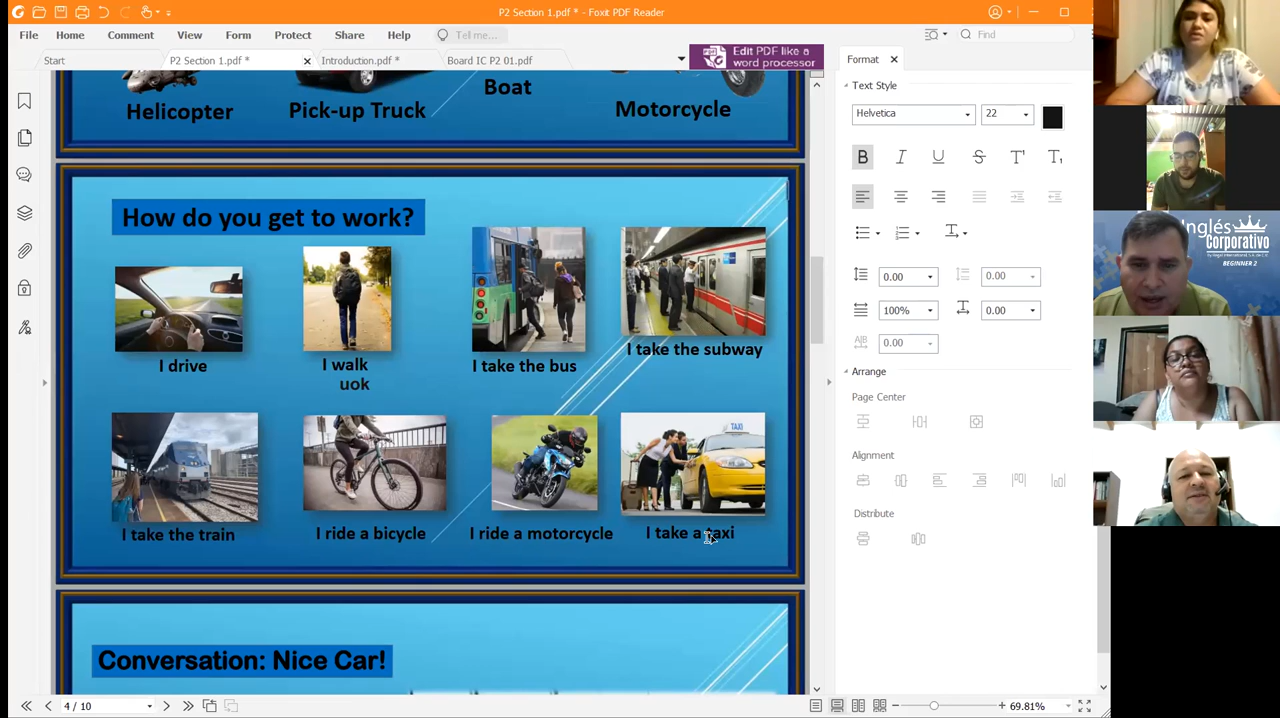 P2 Section 1.pdf * - Foxit PDF Reader
File Home Comment View Form Protect Share Help Tell me... Find
Start P2 Section 1.pdf * Introduction.pdf * Board IC P2 01.pdf
Edit PDF like a
word processor
Helicopter
Pick-up Truck
Boat
Motorcycle
How do you get to work?
I drive
I walk
uok
I take the bus
I take the subway
I take the train
I ride a bicycle
I ride a motorcycle
TAXI
I take a taxi
Conversation: Nice Car!
4 / 10
69.81%
Format
Text Style
Helvetica 22
0.00 0.00
100% 0.00
0.00
Arrange
Page Center
Alignment
Distribute
Inglés
Corporativo
BEGINNER 2